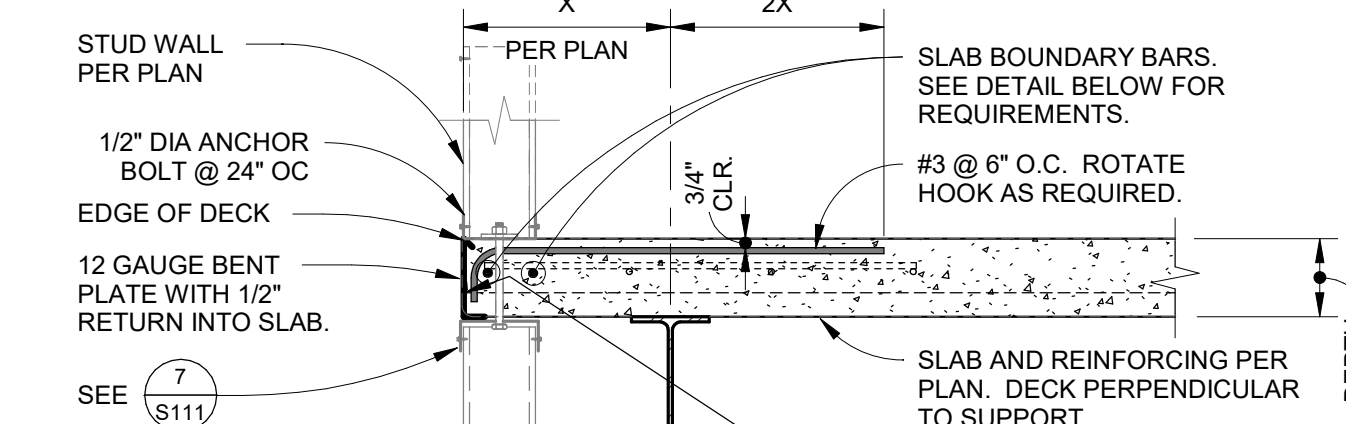 X
2X
PER PLAN
STUD WALL
PER PLAN
1/2" DIA ANCHOR
BOLT @ 24" OC
EDGE OF DECK
12 GAUGE BENT
PLATE WITH 1/2"
RETURN INTO SLAB.
SEE
7
S111
3/4"
CLR.
SLAB BOUNDARY BARS.
SEE DETAIL BELOW FOR
REQUIREMENTS.
#3 @ 6" O.C. ROTATE
HOOK AS REQUIRED.
SLAB AND REINFORCING PER
PLAN. DECK PERPENDICULAR
TO SUPPORT